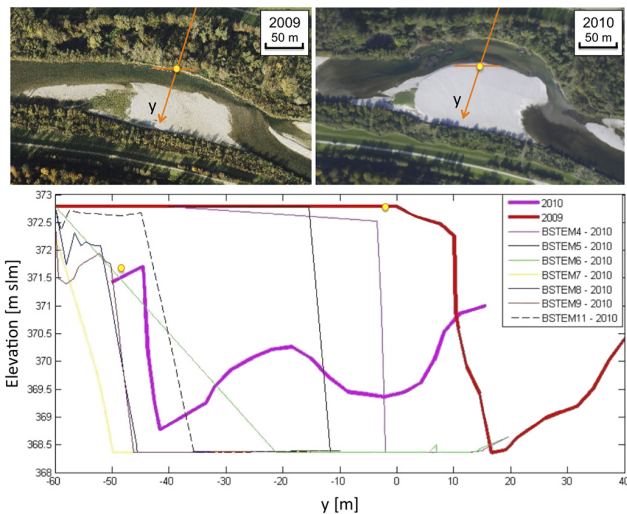 2009
50 m
2010
50 m
y
y
373
372.5
372
371.5
371
370.5
370
369.5
369
368.5
368
-60
-50
-40
-30
-20
-10
0
10
20
30
40
Elevation [m slm]
y [m]
2010
2009
BSTEM4 - 2010
BSTEM5 - 2010
BSTEM6 - 2010
BSTEM7 - 2010
BSTEM8 - 2010
BSTEM9 - 2010
BSTEM11 - 2010